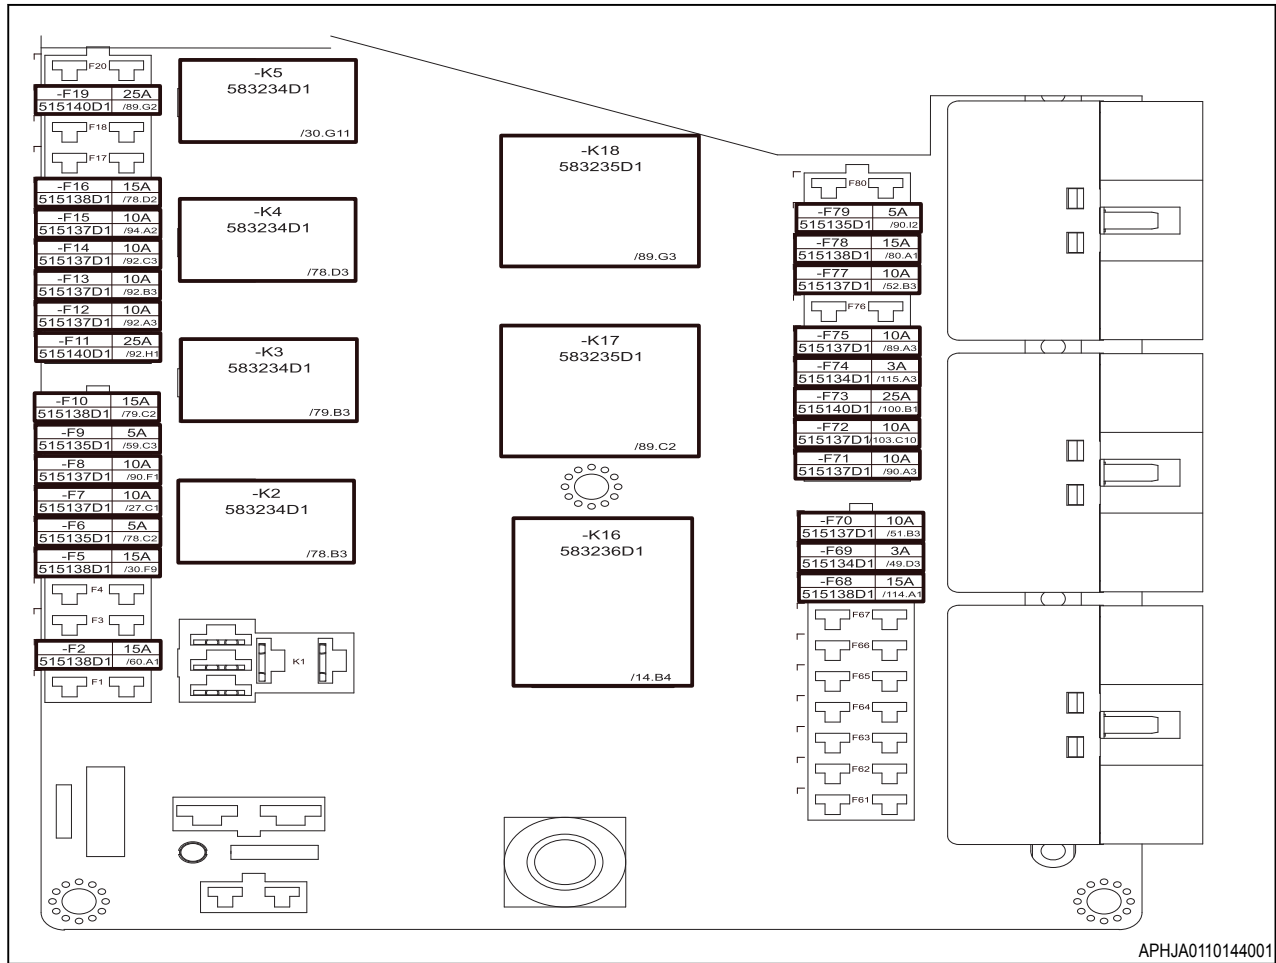 F20
-F19 25A
515140D1 /89.G2
F18
F17
-F16 15A
515138D1 /78.D2
-F15 10A
515137D1 /94.A2
-F14 10A
515137D1 /92.C3
-F13 10A
515137D1 /92.B3
-F12 10A
515137D1 /92.A3
-F11 25A
515140D1 /92.H1
-F10 15A
515138D1 /79.C2
-F9 5A
515135D1 /59.C3
-F8 10A
515137D1 /90.F1
-F7 10A
515137D1 /27.C1
-F6 5A
515135D1 /78.C2
-F5 15A
515138D1 /30.F9
F4
F3
-F2 15A
515138D1 /60.A1
F1
-K5
583234D1
/30.G11
-K4
583234D1
/78.D3
-K3
583234D1
/79.B3
-K2
583234D1
/78.B3
K1
-K18
583235D1
/89.G3
-K17
583235D1
/89.C2
-K16
583236D1
/14.B4
F80
-F79 5A
515135D1 /90.I2
-F78 15A
515138D1 /80.A1
-F77 10A
515137D1 /52.B3
F76
-F75 10A
515137D1 /89.A3
-F74 3A
515134D1 /115.A3
-F73 25A
515140D1 /100.B1
-F72 10A
515137D1 /103.C10
-F71 10A
515137D1 /90.A3
-F70 10A
515137D1 /51.B3
-F69 3A
515134D1 /49.D3
-F68 15A
515138D1 /114.A1
F67
F66
F65
F64
F63
F62
F61
APHJA0110144001